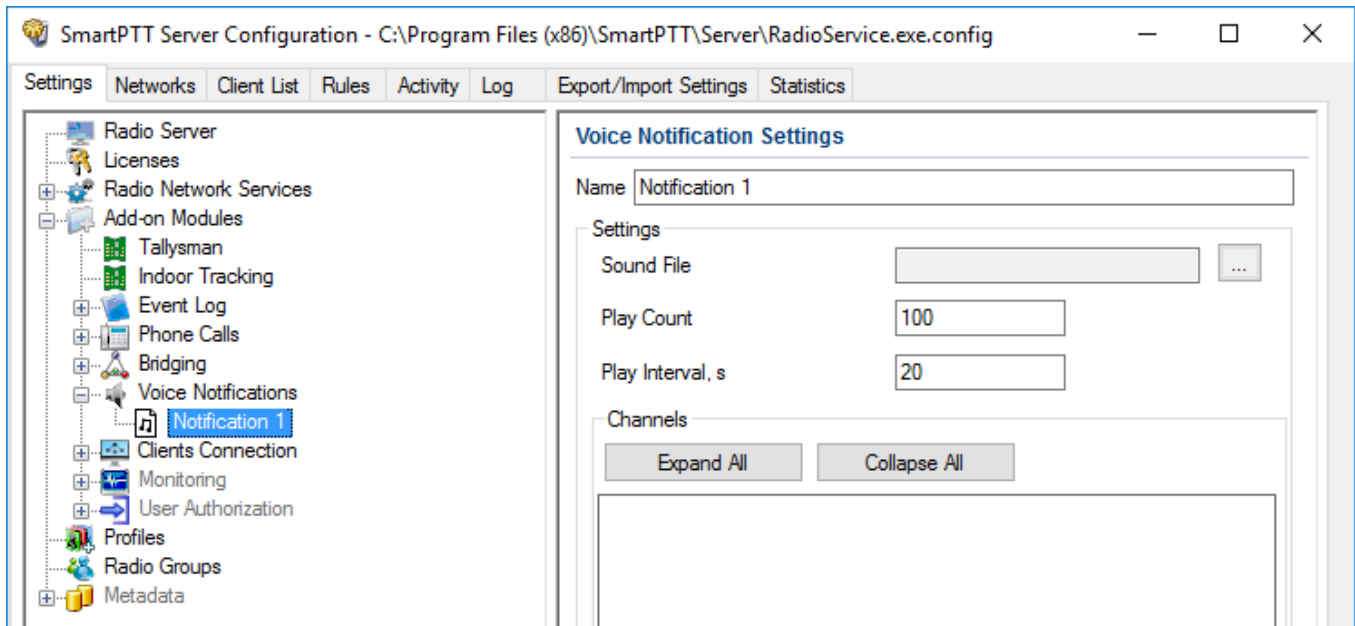 SmartPTT Server Configuration - C:\Program Files (x86)\SmartPTT\Server\RadioService.exe.config
Settings Networks Client List Rules Activity Log Export/Import Settings Statistics
Radio Server
Licenses
Radio Network Services
Add-on Modules
Tallysman
Indoor Tracking
Event Log
Phone Calls
Bridging
Voice Notifications
Notification 1
Clients Connection
Monitoring
User Authorization
Profiles
Radio Groups
Metadata
Voice Notification Settings
Name Notification 1
Settings
Sound File ...
Play Count 100
Play Interval, s 20
Channels
Expand All Collapse All